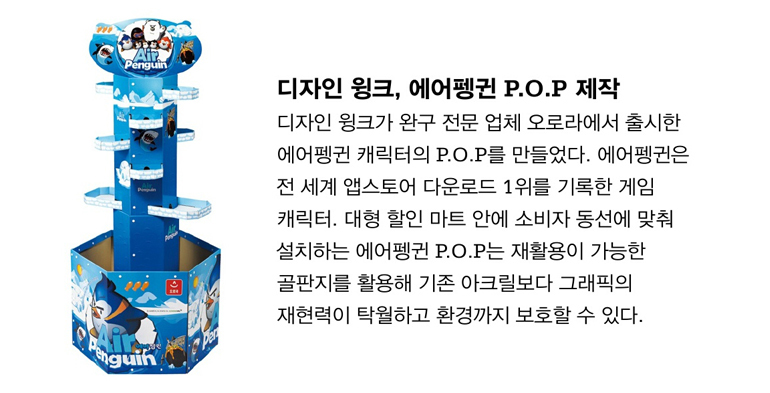 Air
Penguin
Penguin
Air
Penguin
Air
Penguin
디자인 윙크, 에어펭귄 P.O.P 제작
디자인 윙크가 완구 전문 업체 오로라에서 출시한
에어펭귄 캐릭터의 P.O.P를 만들었다. 에어펭귄은
전 세계 앱스토어 다운로드 1위를 기록한 게임
캐릭터. 대형 할인 마트 안에 소비자 동선에 맞춰
설치하는 에어펭귄 P.O.P는 재활용이 가능한
골판지를 활용해 기존 아크릴보다 그래픽의
재현력이 탁월하고 환경까지 보호할 수 있다.